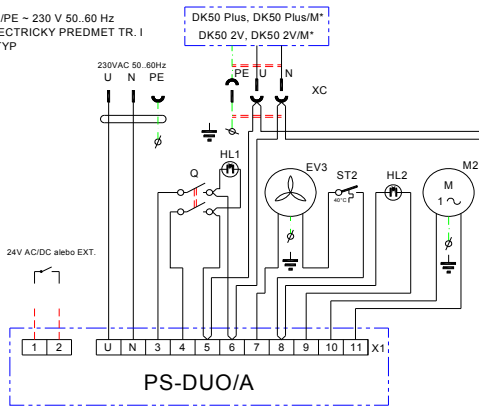 /PE ~ 230 V 50..60 Hz
ECTRICKY PREDMET TR. I
TYP
DK50 Plus, DK50 Plus/M*
DK50 2V, DK50 2V/M*
230VAC 50..60Hz
U N PE
PE U N
XC
HL1
Q
EV3
ST2
40°C
HL2
M2
M
1
24V AC/DC alebo EXT.
1 2 U N 3 4 5 6 7 8 9 10 11 X1
PS-DUO/A